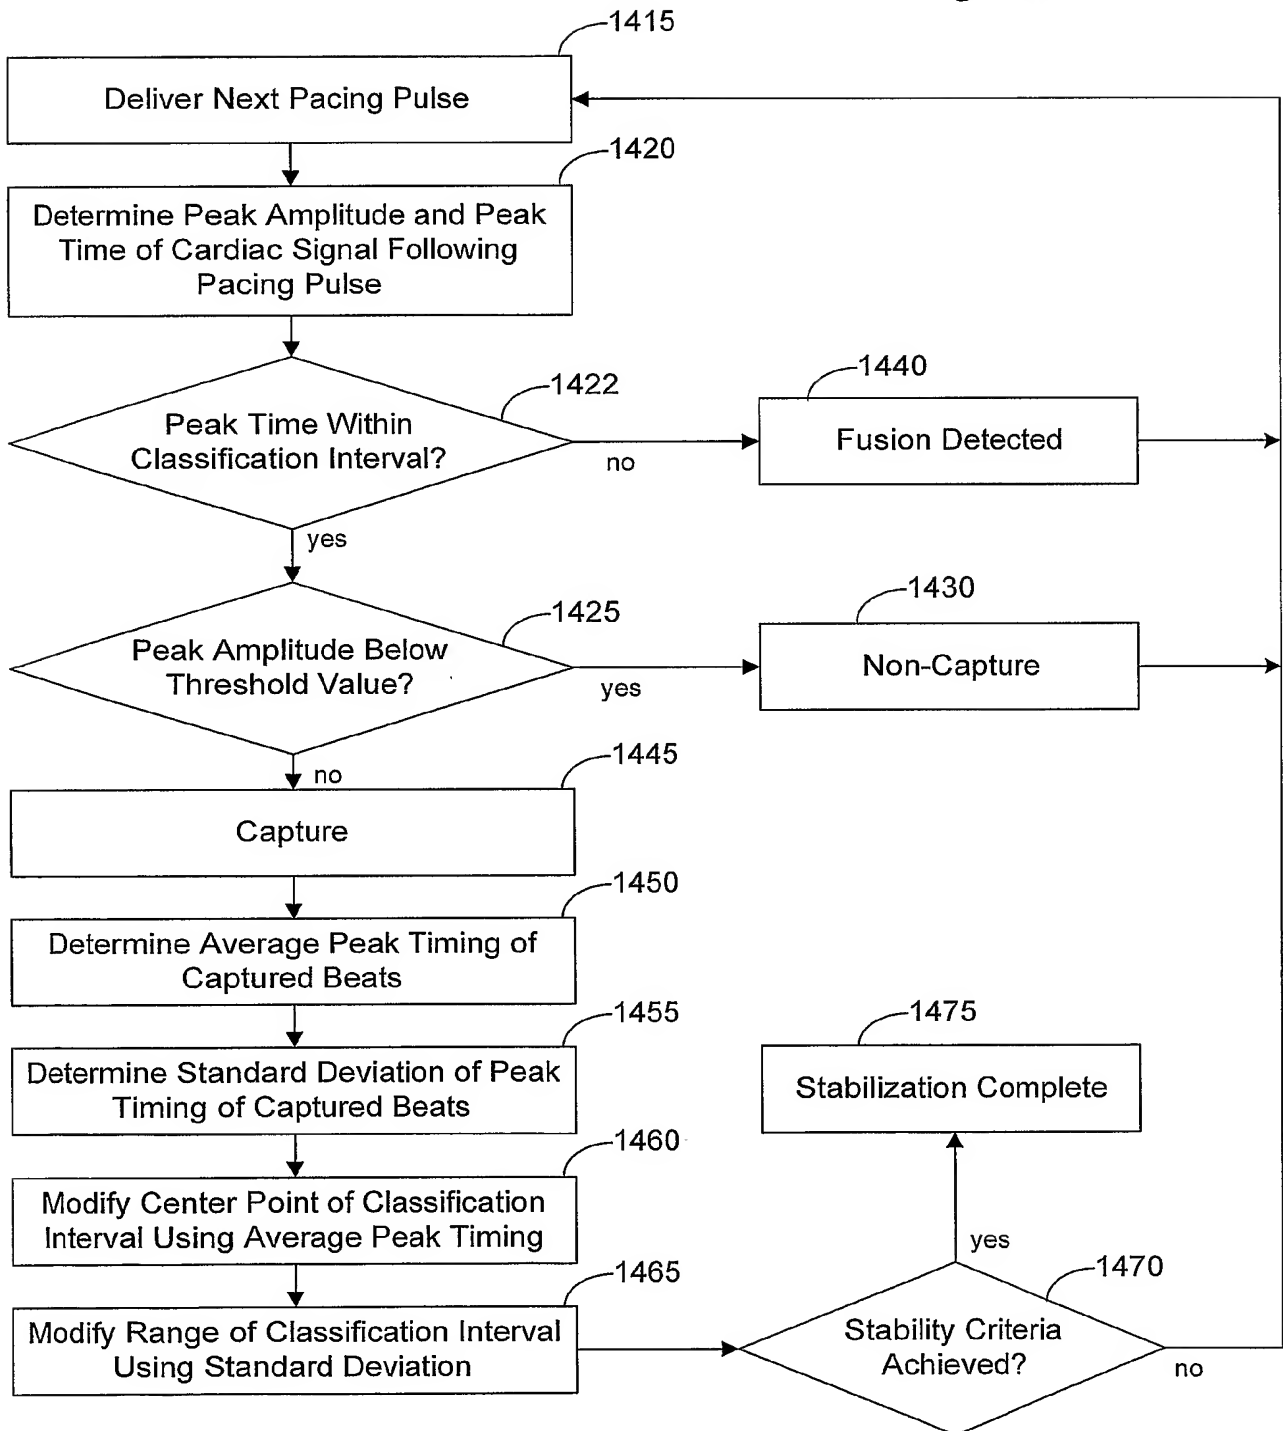 1415
Deliver Next Pacing Pulse
1420
Determine Peak Amplitude and Peak
Time of Cardiac Signal Following
Pacing Pulse
1422
Peak Time Within
Classification Interval?
no
1440
Fusion Detected
yes
1425
Peak Amplitude Below
Threshold Value?
yes
1430
Non-Capture
no
1445
Capture
1450
Determine Average Peak Timing of
Captured Beats
1455
Determine Standard Deviation of Peak
Timing of Captured Beats
1460
Modify Center Point of Classification
Interval Using Average Peak Timing
1465
Modify Range of Classification Interval
Using Standard Deviation
1475
Stabilization Complete
yes
1470
Stability Criteria
Achieved?
no